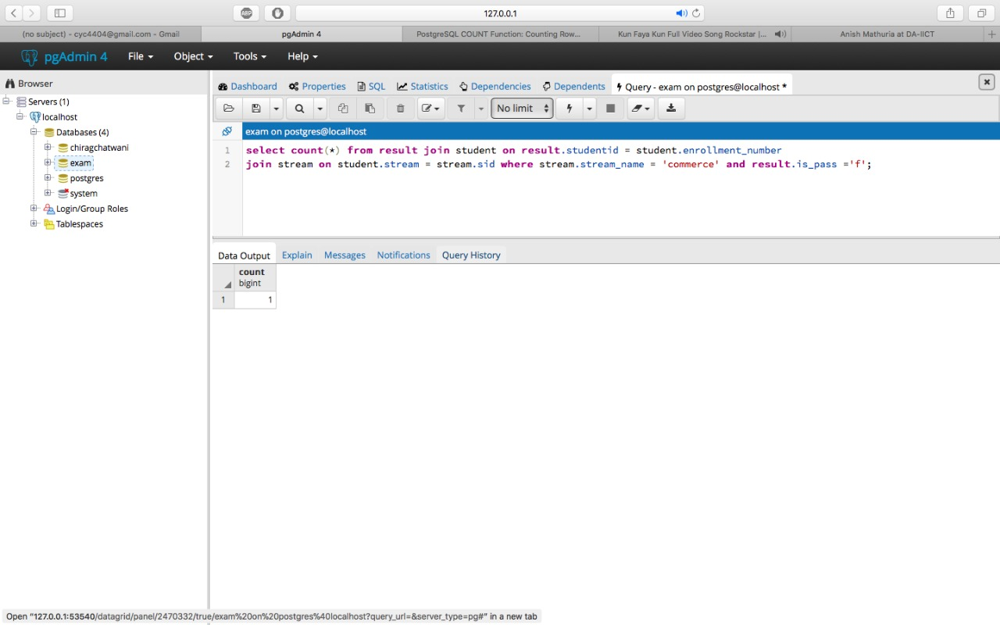 127.0.0.1
(no subject) - cyc4404@gmail.com - Gmail
pgAdmin 4
PostgreSQL COUNT Function: Counting Row...
Kun Faya Kun Full Video Song Rockstar |...
Anish Mathuria at DA-IICT
ABP
pgAdmin 4 File Object Tools Help
Browser
Servers (1)
localhost
Databases (4)
chiragchatwani
exam
postgres
system
Login/Group Roles
Tablespaces
Dashboard Properties SQL Statistics Dependencies Dependents Query - exam on postgres@localhost *
No limit
exam on postgres@localhost
1 select count(*) from result join student on result.studentid = student.enrollment_number
2 join stream on student.stream = stream.sid where stream.stream_name = 'commerce' and result.is_pass ='f';
Data Output Explain Messages Notifications Query History
count
bigint
1 1
Open "127.0.0.1:53540/datagrid/panel/2470332/true/exam%20on%20postgres%40localhost?query_url=&server_type=pg#" in a new tab